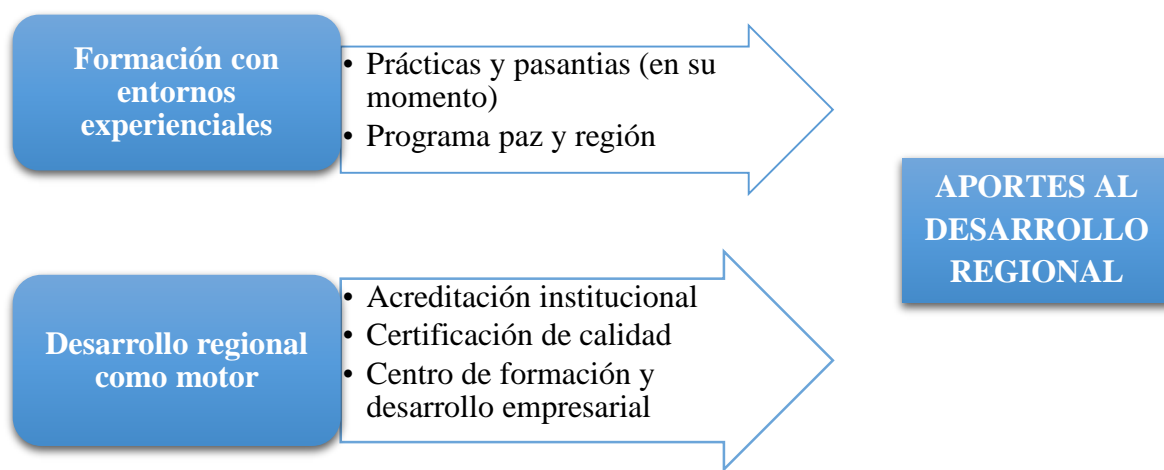 Formación con
entornos
experienciales
• Prácticas y pasantias (en su
momento)
• Programa paz y región
APORTES AL
DESARROLLO
REGIONAL
Desarrollo regional
como motor
• Acreditación institucional
• Certificación de calidad
• Centro de formación y
desarrollo empresarial